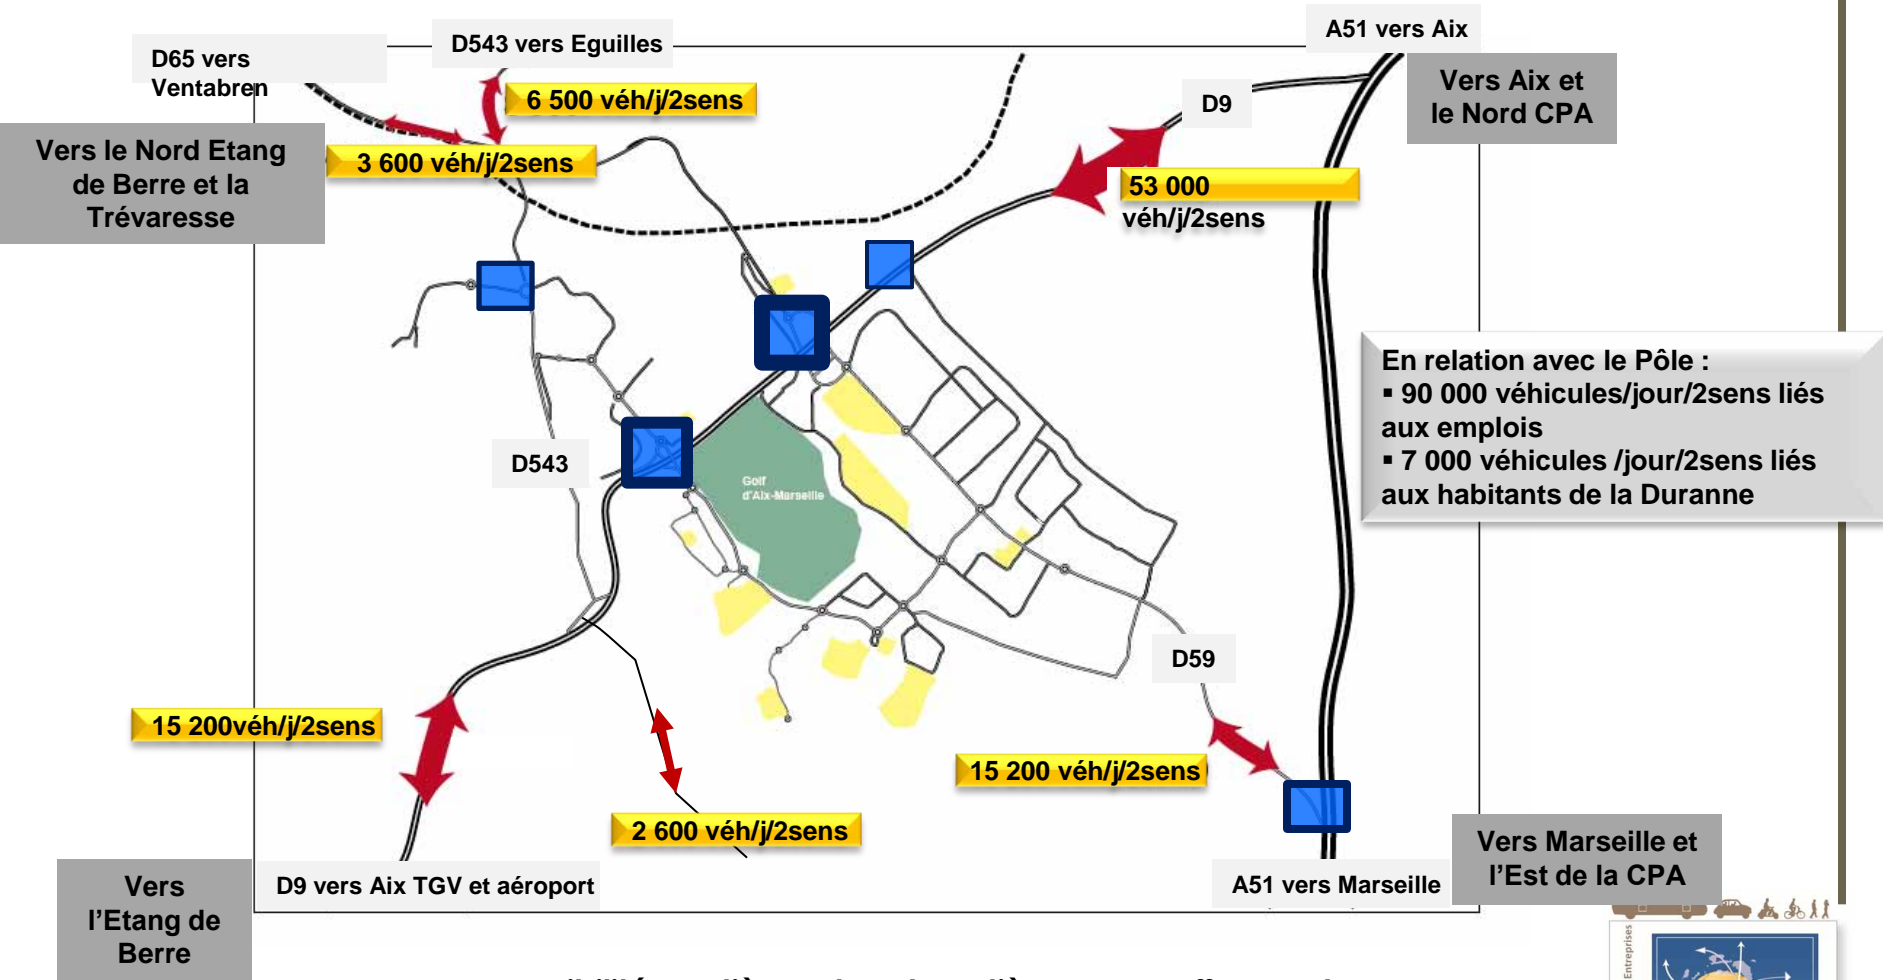 A51 vers Aix
D543 vers Eguilles
D65 vers
Ventabren
Vers Aix et
le Nord CPA
D9
6 500 véh/j/2sens
Vers le Nord Etang
de Berre et la
Trévaresse
3 600 véh/j/2sens
53 000
véh/j/2sens
En relation avec le Pôle :
▪ 90 000 véhicules/jour/2sens liés
aux emplois
▪ 7 000 véhicules /jour/2sens liés
aux habitants de la Duranne
D543
Golf
d'Aix-Marseille
D59
15 200véh/j/2sens
15 200 véh/j/2sens
2 600 véh/j/2sens
Vers Marseille et
l'Est de la CPA
Vers
l'Etang de
Berre
D9 vers Aix TGV et aéroport
A51 vers Marseille
Entreprises